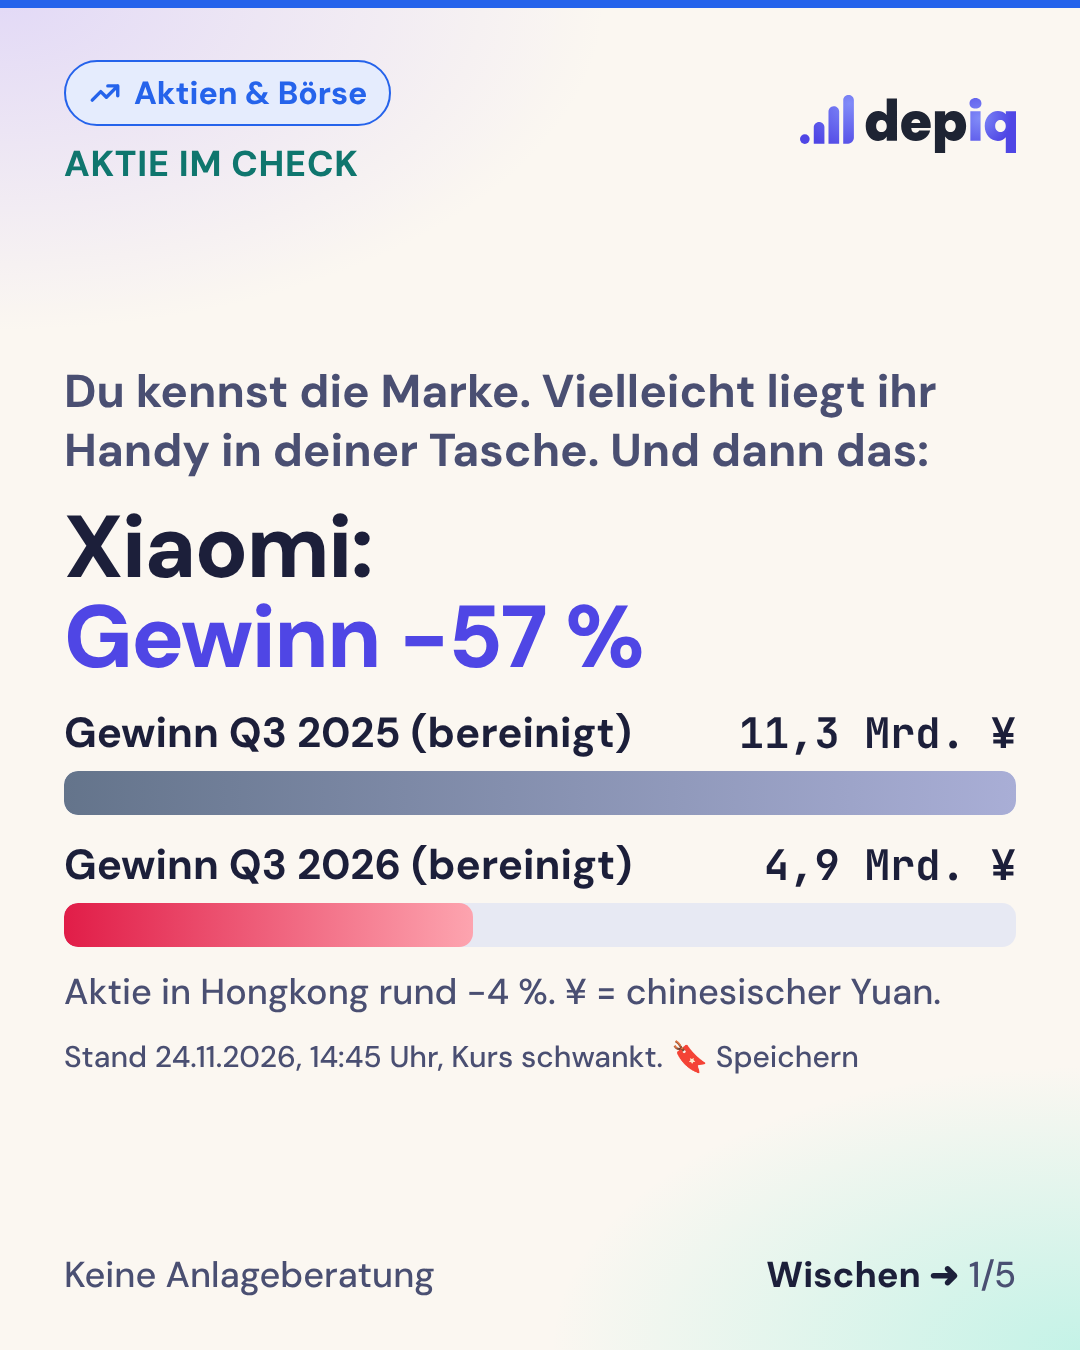 Aktien & Börse
AKTIE IM CHECK
depiq
Du kennst die Marke. Vielleicht liegt ihr
Handy in deiner Tasche. Und dann das:
Xiaomi:
Gewinn −57 %
Gewinn Q3 2025 (bereinigt) 11,3 Mrd. ¥
Gewinn Q3 2026 (bereinigt) 4,9 Mrd. ¥
Aktie in Hongkong rund −4 %. ¥ = chinesischer Yuan.
Stand 24.11.2026, 14:45 Uhr, Kurs schwankt. 🔖 Speichern
Keine Anlageberatung
Wischen ➜ 1/5